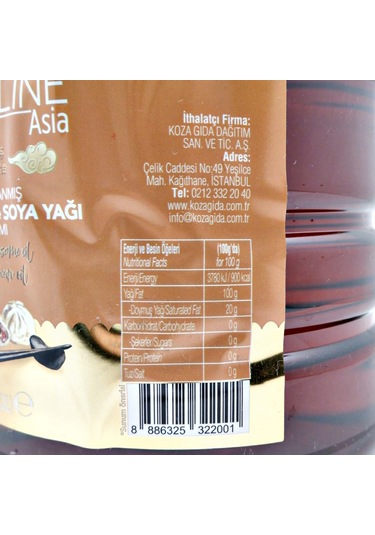 LINE
Asia
İthalatçı Firma:
KOZA GIDA DAĞITIM
SAN. VE TİC. A.Ş.
Adres:
Çelik Caddesi No:49 Yeşilce
Mah. Kağıthane, İSTANBUL
Tel.: 0212 332 20 40
www.kozagida.com.tr
info@kozagida.com.tr
SOYA YAĞI
Enerji ve Besin Öğeleri (100g'da)
Nutritional Facts for 100 g
Enerji/Energy 3780 kJ / 900 kcal
Yağ/Fat 100 g
-Doymuş Yağ/Saturated Fat 20 g
Karbonhidrat/Carbohydrate 0 g
-Şekerler/Sugars 0 g
Protein/Protein 0 g
Tuz/Salt 0 g
*Sunum önerisi
8 886325 322001